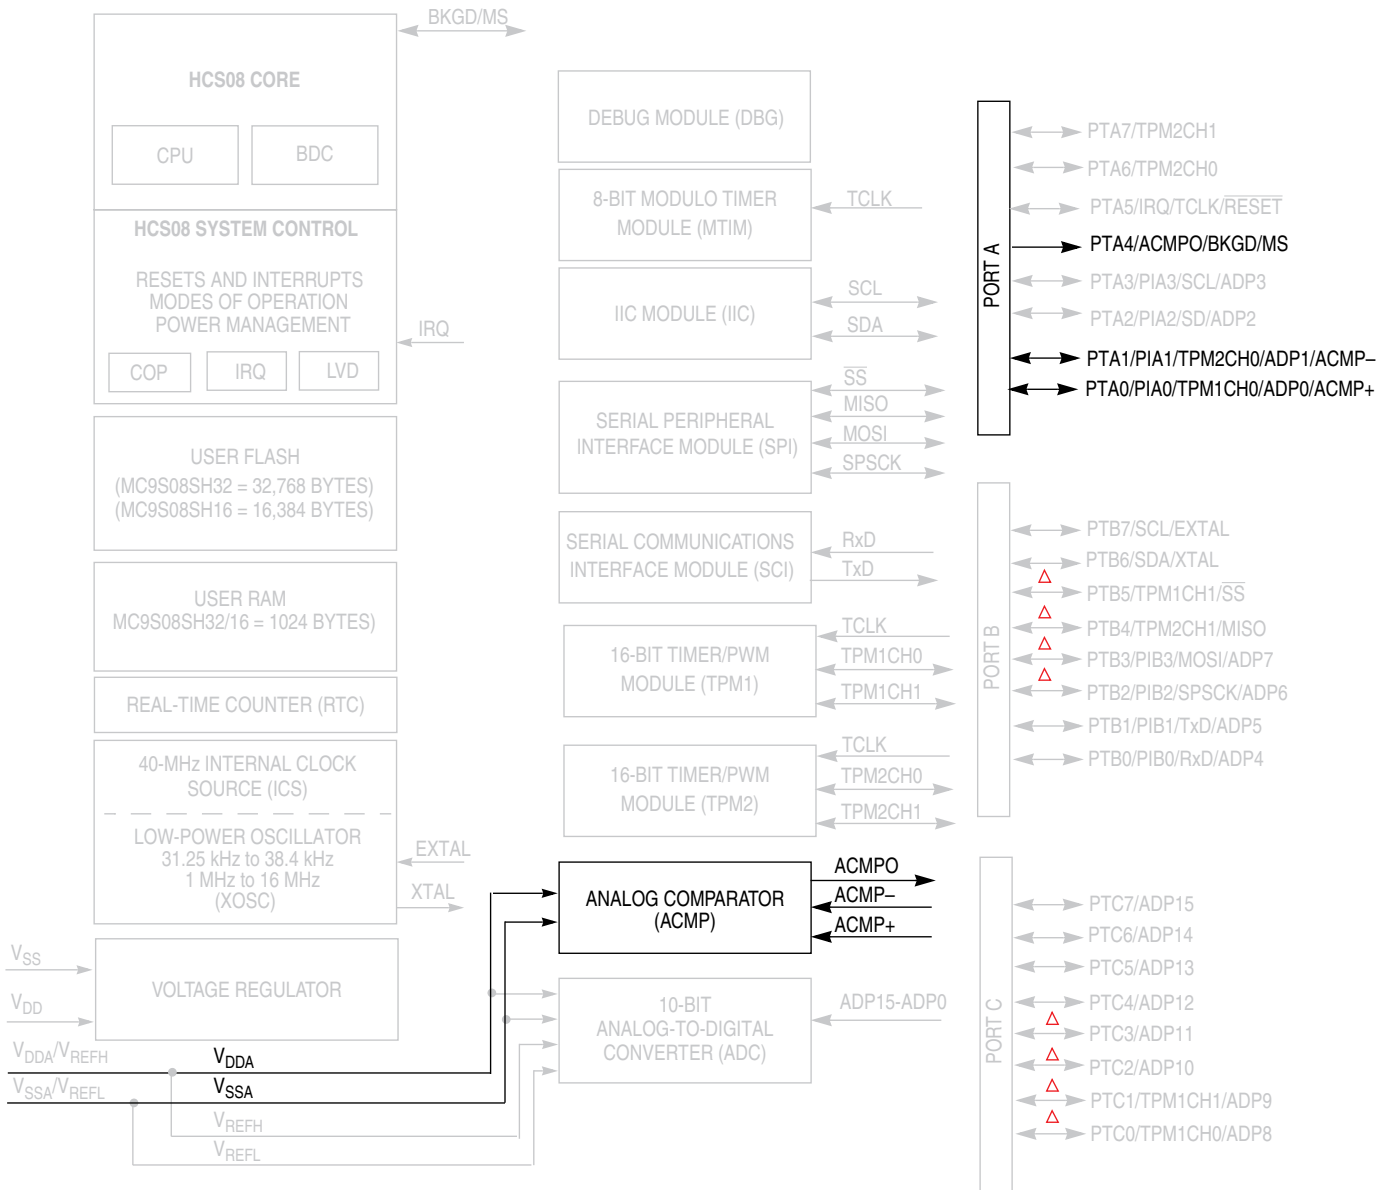 BKGD/MS
HCS08 CORE
CPU
BDC
HCS08 SYSTEM CONTROL
RESETS AND INTERRUPTS
MODES OF OPERATION
POWER MANAGEMENT
IRQ
COP
IRQ
LVD
USER FLASH
(MC9S08SH32 = 32,768 BYTES)
(MC9S08SH16 = 16,384 BYTES)
USER RAM
MC9S08SH32/16 = 1024 BYTES)
REAL-TIME COUNTER (RTC)
40-MHz INTERNAL CLOCK
SOURCE (ICS)
LOW-POWER OSCILLATOR
31.25 kHz to 38.4 kHz
1 MHz to 16 MHz
(XOSC)
EXTAL
XTAL
VSS
VDD
VOLTAGE REGULATOR
VDDA/VREFH
VDDA
VSSA/VREFL
VSSA
VREFH
VREFL
DEBUG MODULE (DBG)
8-BIT MODULO TIMER
MODULE (MTIM)
TCLK
IIC MODULE (IIC)
SCL
SDA
SERIAL PERIPHERAL
INTERFACE MODULE (SPI)
SS
MISO
MOSI
SPSCK
SERIAL COMMUNICATIONS
INTERFACE MODULE (SCI)
RxD
TxD
16-BIT TIMER/PWM
MODULE (TPM1)
TCLK
TPM1CH0
TPM1CH1
16-BIT TIMER/PWM
MODULE (TPM2)
TCLK
TPM2CH0
TPM2CH1
ANALOG COMPARATOR
(ACMP)
ACMPO
ACMP–
ACMP+
10-BIT
ANALOG-TO-DIGITAL
CONVERTER (ADC)
ADP15-ADP0
PORT A
PTA7/TPM2CH1
PTA6/TPM2CH0
PTA5/IRQ/TCLK/RESET
PTA4/ACMPO/BKGD/MS
PTA3/PIA3/SCL/ADP3
PTA2/PIA2/SD/ADP2
PTA1/PIA1/TPM2CH0/ADP1/ACMP–
PTA0/PIA0/TPM1CH0/ADP0/ACMP+
PORT B
PTB7/SCL/EXTAL
PTB6/SDA/XTAL
PTB5/TPM1CH1/SS
PTB4/TPM2CH1/MISO
PTB3/PIB3/MOSI/ADP7
PTB2/PIB2/SPSCK/ADP6
PTB1/PIB1/TxD/ADP5
PTB0/PIB0/RxD/ADP4
PORT C
PTC7/ADP15
PTC6/ADP14
PTC5/ADP13
PTC4/ADP12
PTC3/ADP11
PTC2/ADP10
PTC1/TPM1CH1/ADP9
PTC0/TPM1CH0/ADP8